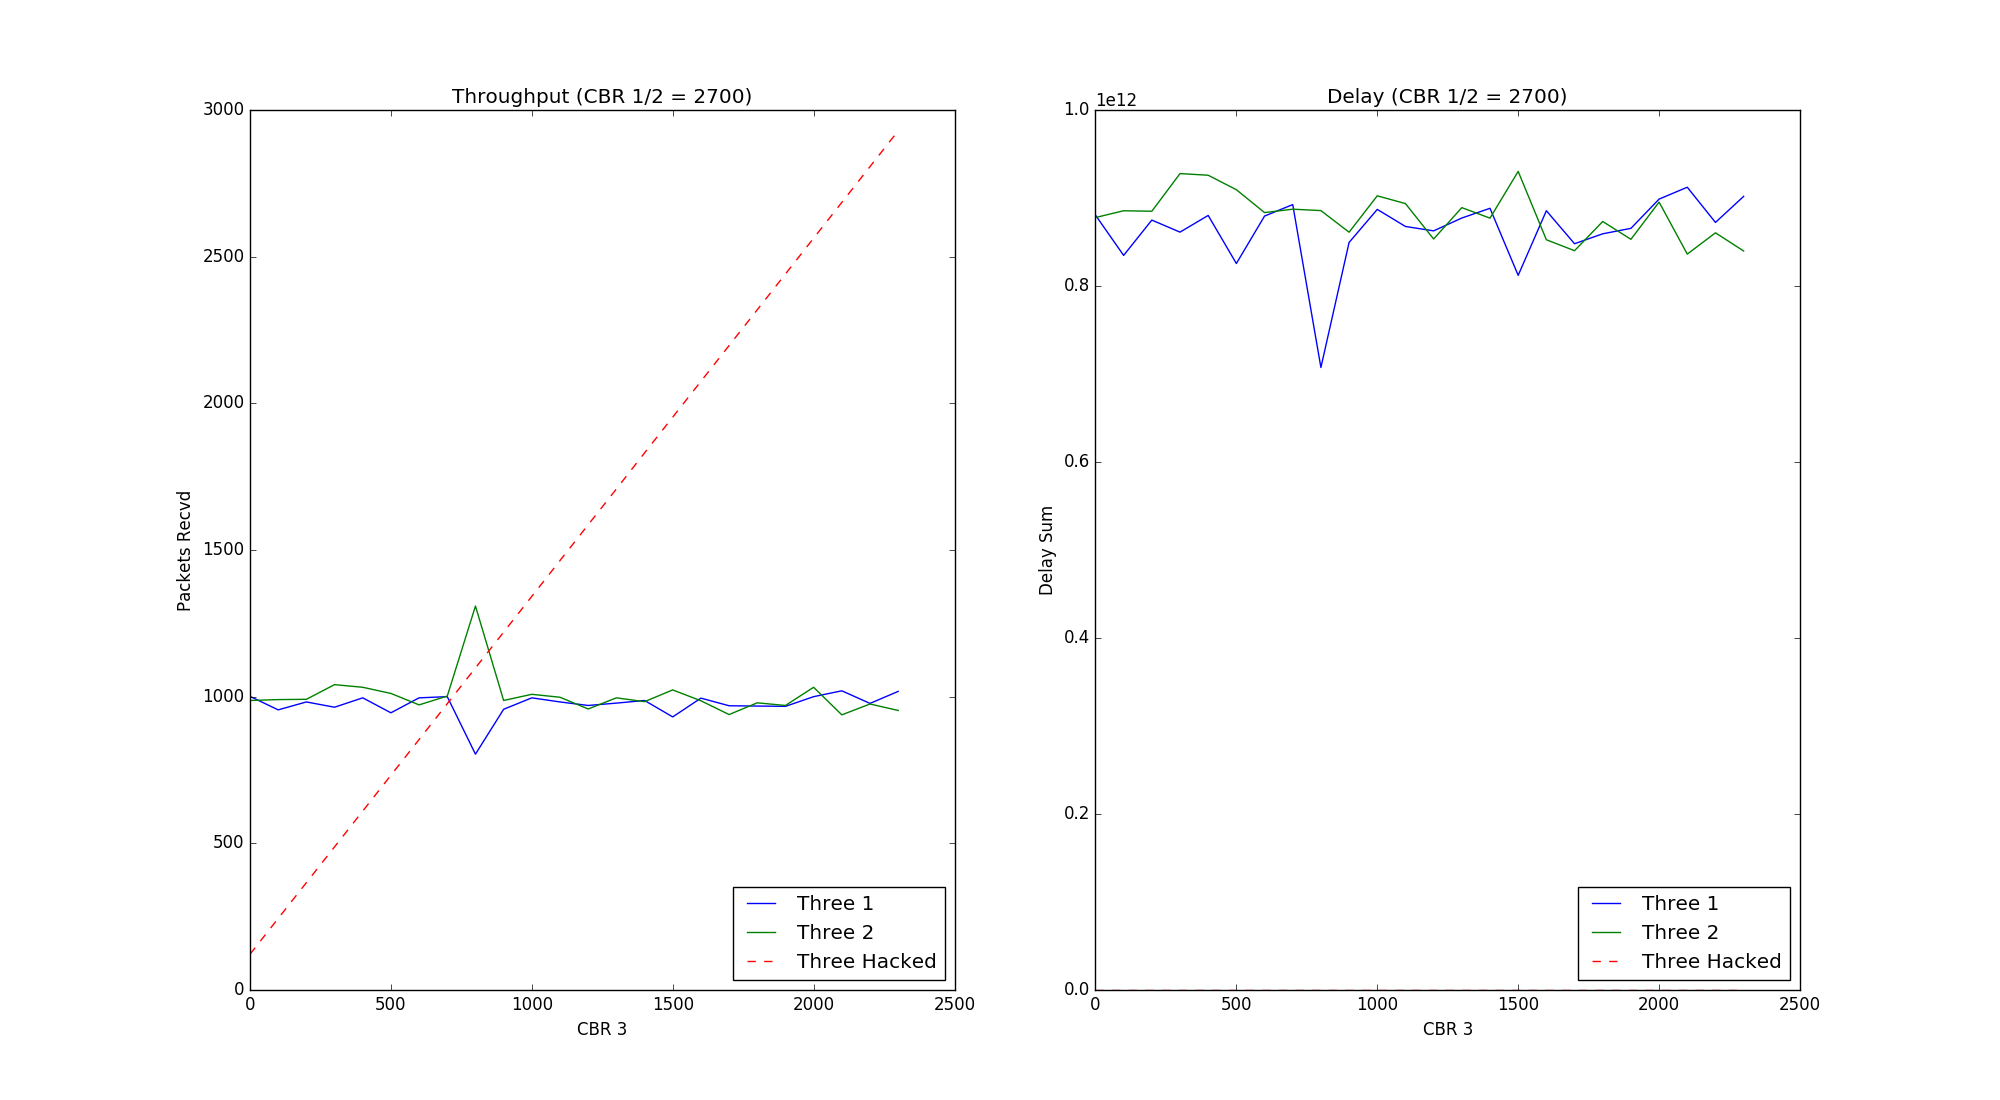 Throughput (CBR 1/2 = 2700)
3000
2500
2000
1500
1000
500
0
Packets Recvd
0 500 1000 1500 2000 2500
CBR 3
Three 1
Three 2
Three Hacked
Delay (CBR 1/2 = 2700)
1e12
1.0
0.8
0.6
0.4
0.2
0.0
Delay Sum
0 500 1000 1500 2000 2500
CBR 3
Three 1
Three 2
Three Hacked